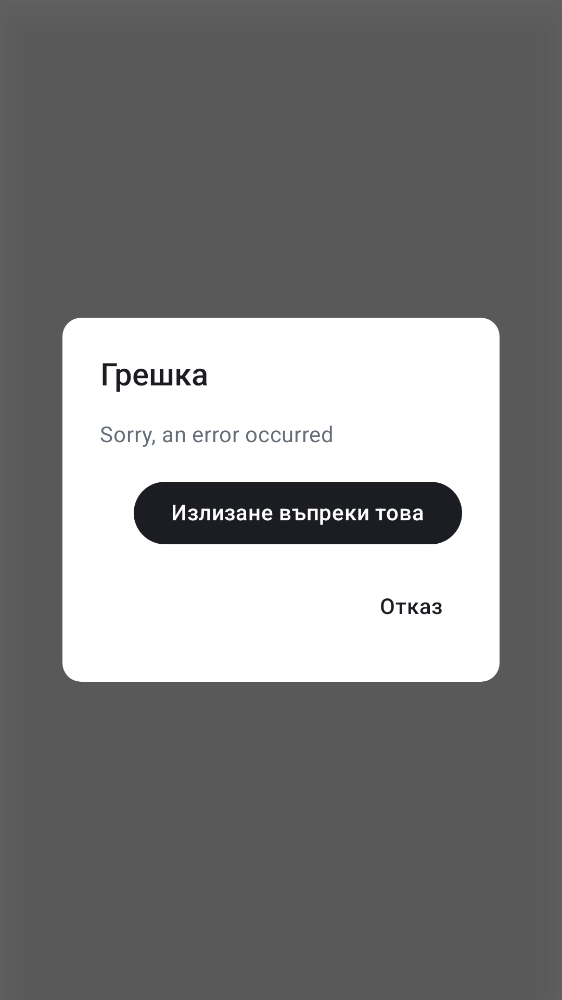 Грешка
Sorry, an error occurred
Излизане въпреки това
Отказ